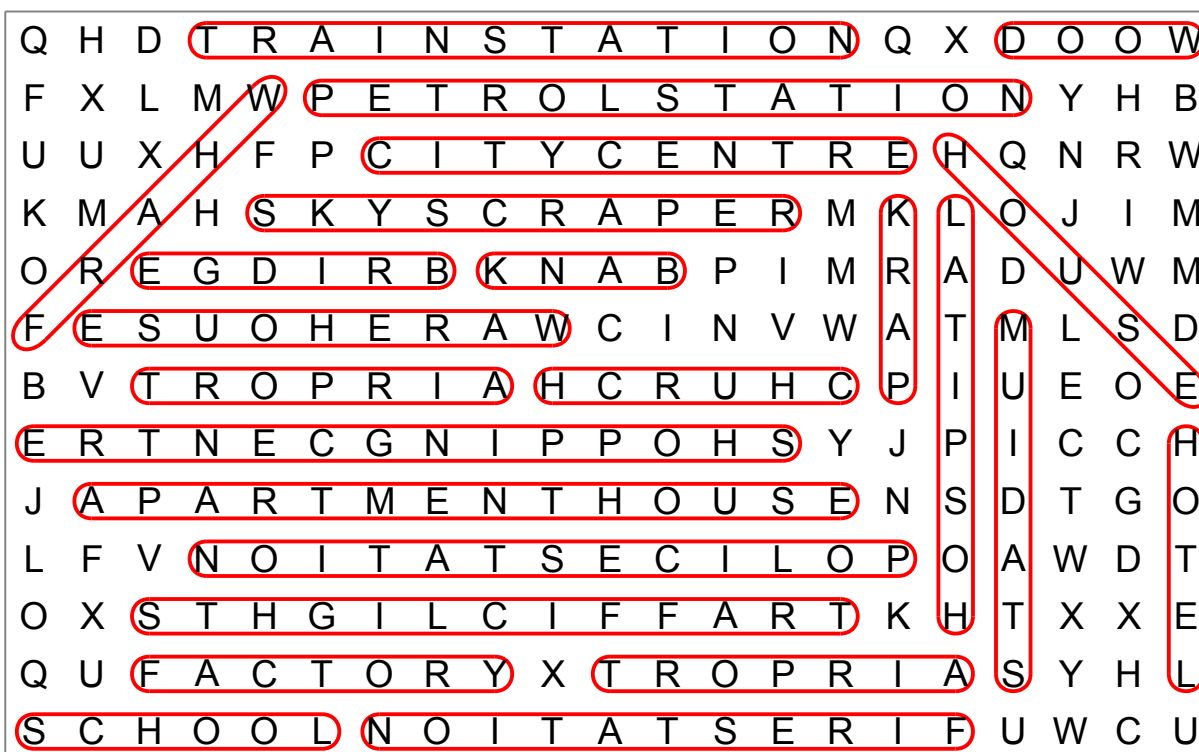 Q H D T R A I N S T A T I O N Q X D O O W
F X L M W P E T R O L S T A T I O N Y H B
U U X H F P C I T Y C E N T R E H Q N R W
K M A H S K Y S C R A P E R M K L O J I M
O R E G D I R B K N A B P I M R A D U W M
F E S U O H E R A W C I N V W A T M L S D
B V T R O P R I A H C R U H C P I U E O E
E R T N E C G N I P P O H S Y J P I C C H
J A P A R T M E N T H O U S E N S D T G O
L F V N O I T A T S E C I L O P O A W D T
O X S T H G I L C I F F A R T K H T X X E
Q U F A C T O R Y X T R O P R I A S Y H L
S C H O O L N O I T A T S E R I F U W C U